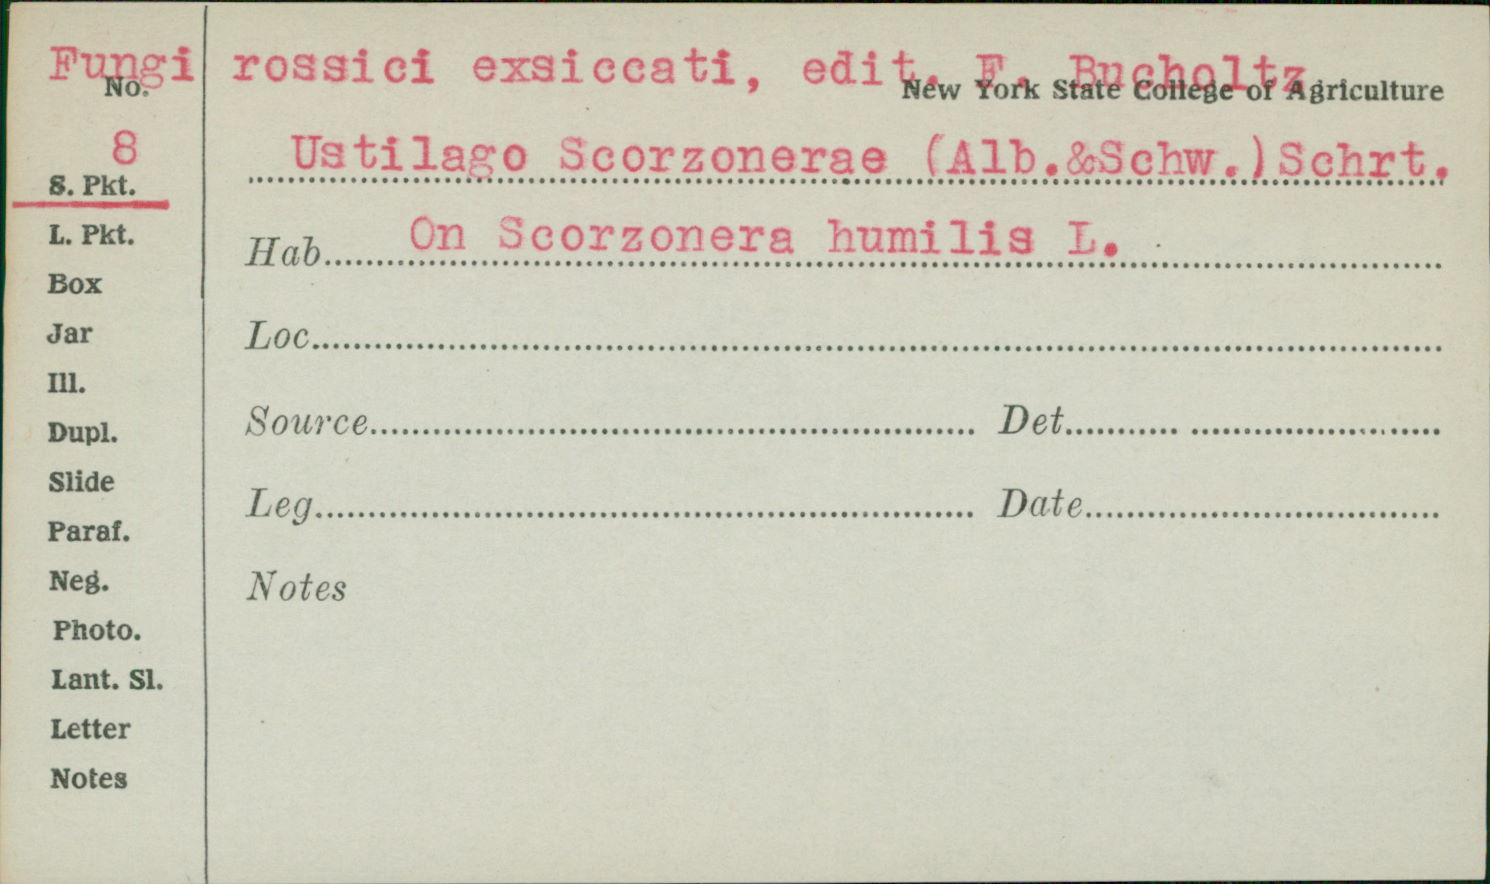 Fungi rossici exsiccati, edit. F. Bucholtz
No.
New York State College of Agriculture
8
Ustilago Scorzonerae (Alb.&Schw.)Schrt.
S. Pkt.
L. Pkt.
Hab. On Scorzonera humilis L.
Box
Jar
Loc.
Ill.
Dupl.
Source Det.
Slide
Leg. Date
Paraf.
Neg.
Notes
Photo.
Lant. Sl.
Letter
Notes